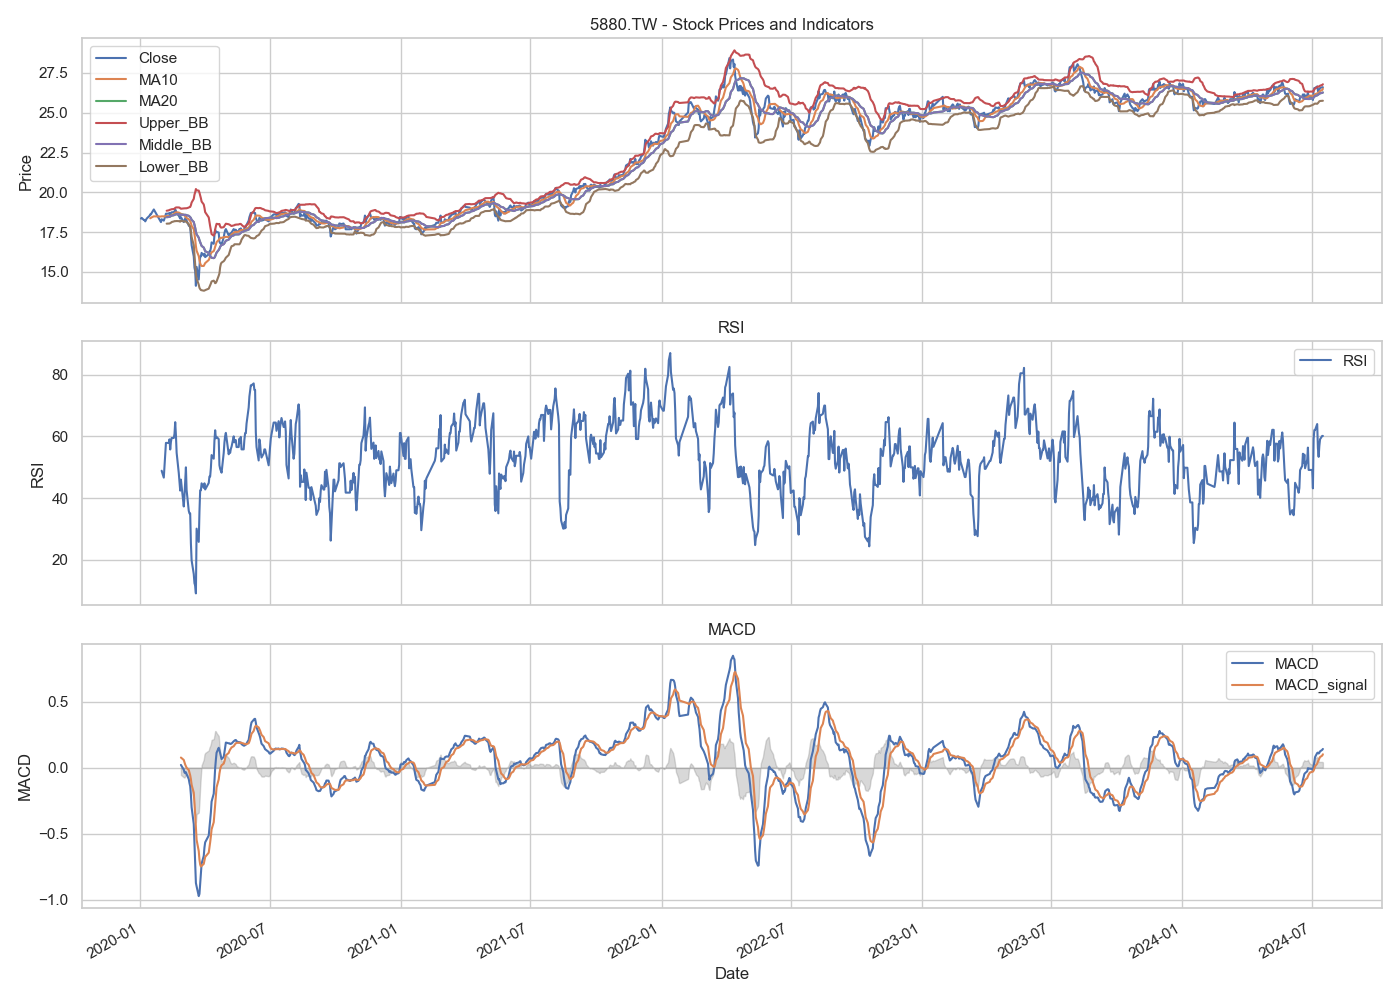 5880.TW - Stock Prices and Indicators
Close
MA10
MA20
Upper_BB
Middle_BB
Lower_BB
Price
27.5
25.0
22.5
20.0
17.5
15.0
RSI
RSI
RSI
80
60
40
20
MACD
MACD
MACD_signal
MACD
0.5
0.0
−0.5
−1.0
2020-01
2020-07
2021-01
2021-07
2022-01
2022-07
2023-01
2023-07
2024-01
2024-07
Date